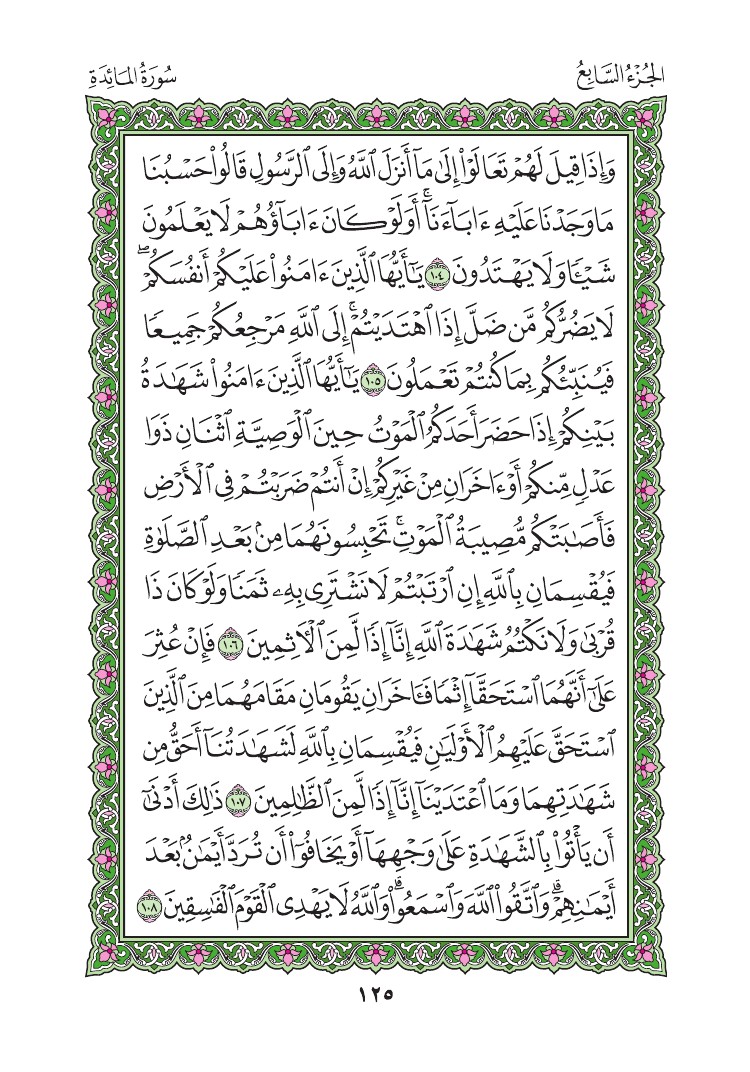 الجُزْءُ السَّابِعُ
سُورَةُ المَائِدَةِ
وَإِذَا قِيلَ لَهُمْ تَعَالَوْا۟ إِلَىٰ مَآ أَنزَلَ ٱللَّهُ وَإِلَى ٱلرَّسُولِ قَالُوا۟ حَسْبُنَا
مَا وَجَدْنَا عَلَيْهِ ءَابَآءَنَآ ۚ أَوَلَوْ كَانَ ءَابَآؤُهُمْ لَا يَعْلَمُونَ
شَيْـًٔا وَلَا يَهْتَدُونَ ١٠٤ يَـٰٓأَيُّهَا ٱلَّذِينَ ءَامَنُوا۟ عَلَيْكُمْ أَنفُسَكُمْ ۖ
لَا يَضُرُّكُم مَّن ضَلَّ إِذَا ٱهْتَدَيْتُمْ ۚ إِلَى ٱللَّهِ مَرْجِعُكُمْ جَمِيعًا
فَيُنَبِّئُكُم بِمَا كُنتُمْ تَعْمَلُونَ ١٠٥ يَـٰٓأَيُّهَا ٱلَّذِينَ ءَامَنُوا۟ شَهَـٰدَةُ
بَيْنِكُمْ إِذَا حَضَرَ أَحَدَكُمُ ٱلْمَوْتُ حِينَ ٱلْوَصِيَّةِ ٱثْنَانِ ذَوَا
عَدْلٍ مِّنكُمْ أَوْ ءَاخَرَانِ مِنْ غَيْرِكُمْ إِنْ أَنتُمْ ضَرَبْتُمْ فِى ٱلْأَرْضِ
فَأَصَـٰبَتْكُم مُّصِيبَةُ ٱلْمَوْتِ ۚ تَحْبِسُونَهُمَا مِنۢ بَعْدِ ٱلصَّلَوٰةِ
فَيُقْسِمَانِ بِٱللَّهِ إِنِ ٱرْتَبْتُمْ لَا نَشْتَرِى بِهِۦ ثَمَنًا وَلَوْ كَانَ ذَا
قُرْبَىٰ وَلَا نَكْتُمُ شَهَـٰدَةَ ٱللَّهِ إِنَّآ إِذًا لَّمِنَ ٱلْـَٔاثِمِينَ ١٠٦ فَإِنْ عُثِرَ
عَلَىٰٓ أَنَّهُمَا ٱسْتَحَقَّآ إِثْمًا فَـَٔاخَرَانِ يَقُومَانِ مَقَامَهُمَا مِنَ ٱلَّذِينَ
ٱسْتَحَقَّ عَلَيْهِمُ ٱلْأَوْلَيَـٰنِ فَيُقْسِمَانِ بِٱللَّهِ لَشَهَـٰدَتُنَآ أَحَقُّ مِن
شَهَـٰدَتِهِمَا وَمَا ٱعْتَدَيْنَآ إِنَّآ إِذًا لَّمِنَ ٱلظَّـٰلِمِينَ ١٠٧ ذَٰلِكَ أَدْنَىٰٓ
أَن يَأْتُوا۟ بِٱلشَّهَـٰدَةِ عَلَىٰ وَجْهِهَآ أَوْ يَخَافُوٓا۟ أَن تُرَدَّ أَيْمَـٰنٌۢ بَعْدَ
أَيْمَـٰنِهِمْ ۗ وَٱتَّقُوا۟ ٱللَّهَ وَٱسْمَعُوا۟ ۗ وَٱللَّهُ لَا يَهْدِى ٱلْقَوْمَ ٱلْفَـٰسِقِينَ ١٠٨
١٢٥